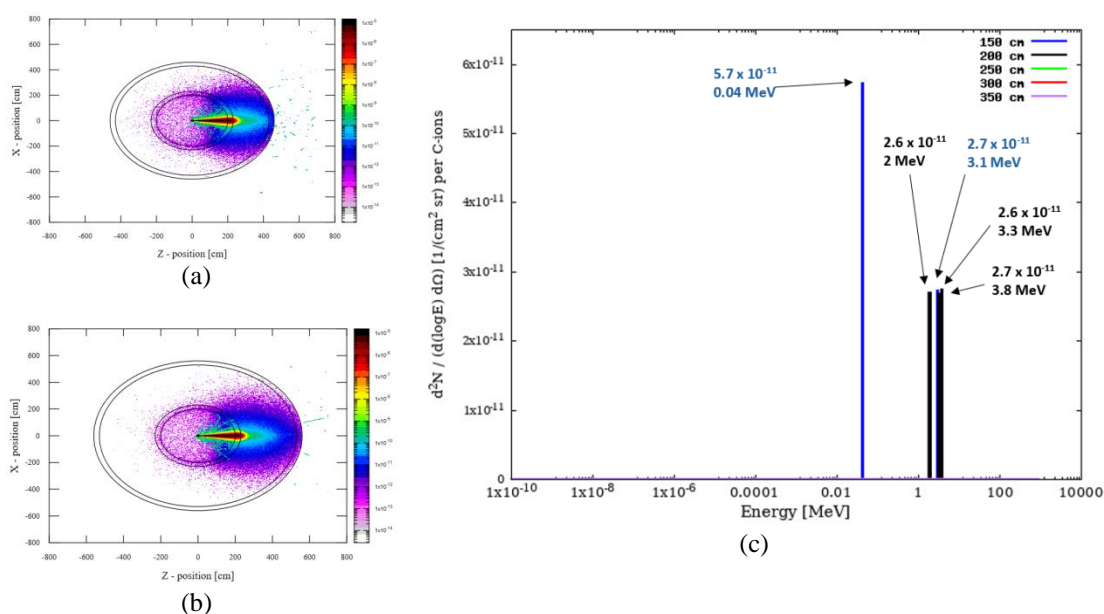 800
600
400
200
0
-200
-400
-600
-800
X - position [cm]
-800 -600 -400 -200 0 200 400 600 800
Z - position [cm]
(a)
800
600
400
200
0
-200
-400
-600
-800
X - position [cm]
-800 -600 -400 -200 0 200 400 600 800
Z - position [cm]
(b)
150 cm
200 cm
250 cm
300 cm
350 cm
6x10-11
5x10-11
4x10-11
3x10-11
2x10-11
1x10-11
0
d2N / (d(logE) dΩ) [1/(cm2 sr) per C-ions
5.7 x 10-11
0.04 MeV
2.6 x 10-11
2 MeV
2.7 x 10-11
3.1 MeV
2.6 x 10-11
3.3 MeV
2.7 x 10-11
3.8 MeV
1x10-10 1x10-8 1x10-6 0.0001 0.01 1 100 10000
Energy [MeV]
(c)